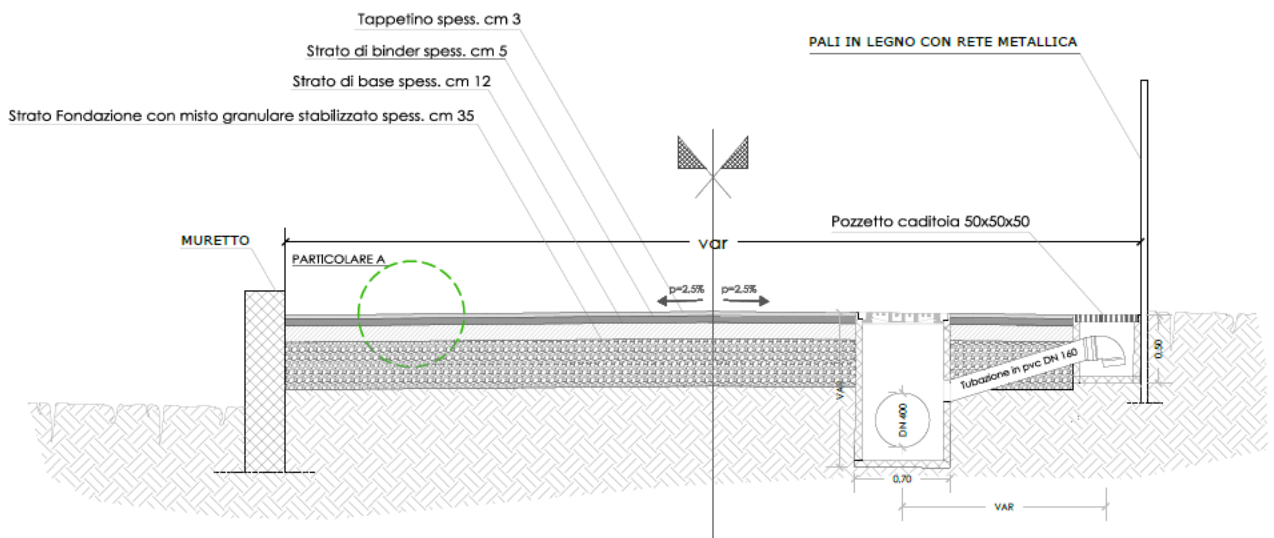 Tappetino spess. cm 3
PALI IN LEGNO CON RETE METALLICA
Strato di binder spess. cm 5
Strato di base spess. cm 12
Strato Fondazione con misto granulare stabilizzato spess. cm 35
Pozzetto caditoia 50x50x50
MURETTO
var
PARTICOLARE A
p=2,5%
p=2,5%
0,50
Tubazione in pvc DN 160
VAR
DN 400
0,70
VAR